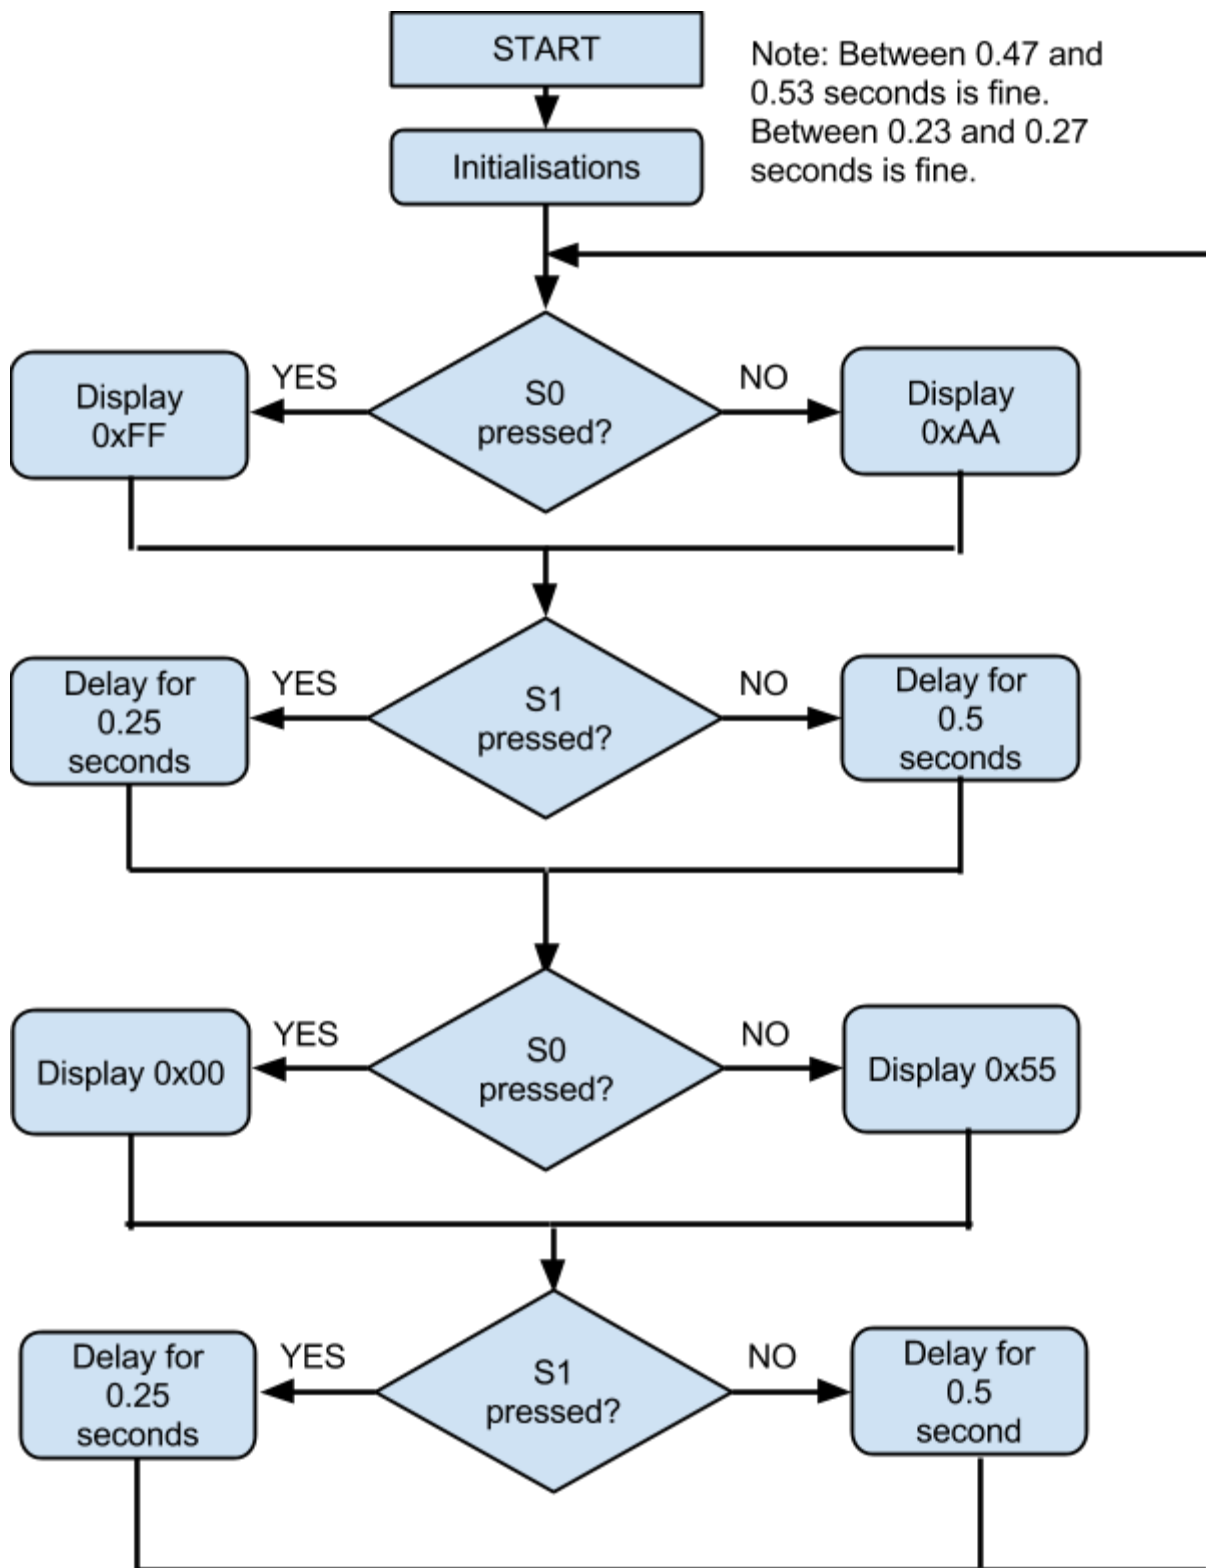 START
Note: Between 0.47 and
0.53 seconds is fine.
Between 0.23 and 0.27
seconds is fine.
Initialisations
YES
S0
pressed?
NO
Display
0xFF
Display
0xAA
YES
S1
pressed?
NO
Delay for
0.25
seconds
Delay for
0.5
seconds
YES
S0
pressed?
NO
Display 0x00
Display 0x55
YES
S1
pressed?
NO
Delay for
0.25
seconds
Delay for
0.5
second